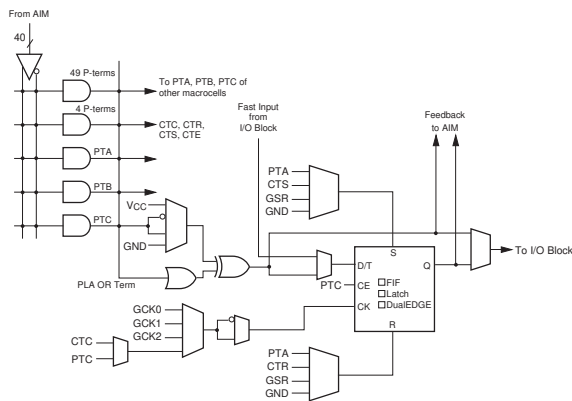 From AIM
40
49 P-terms
To PTA, PTB, PTC of
other macrocells
4 P-terms
CTC, CTR,
CTS, CTE
PTA
PTB
PTC
VCC
GND
PLA OR Term
Fast Input
from
I/O Block
Feedback
to AIM
PTA
CTS
GSR
GND
S
D/T
Q
PTC
CE
FIF
Latch
DualEDGE
CK
R
To I/O Block
GCK0
GCK1
GCK2
CTC
PTC
PTA
CTR
GSR
GND